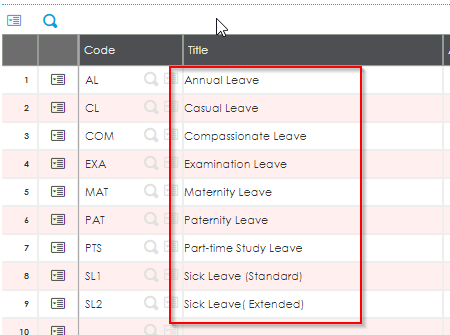 Code Title
1 AL Annual Leave
2 CL Casual Leave
3 COM Compassionate Leave
4 EXA Examination Leave
5 MAT Maternity Leave
6 PAT Paternity Leave
7 PTS Part-time Study Leave
8 SL1 Sick Leave (Standard)
9 SL2 Sick Leave( Extended)
10